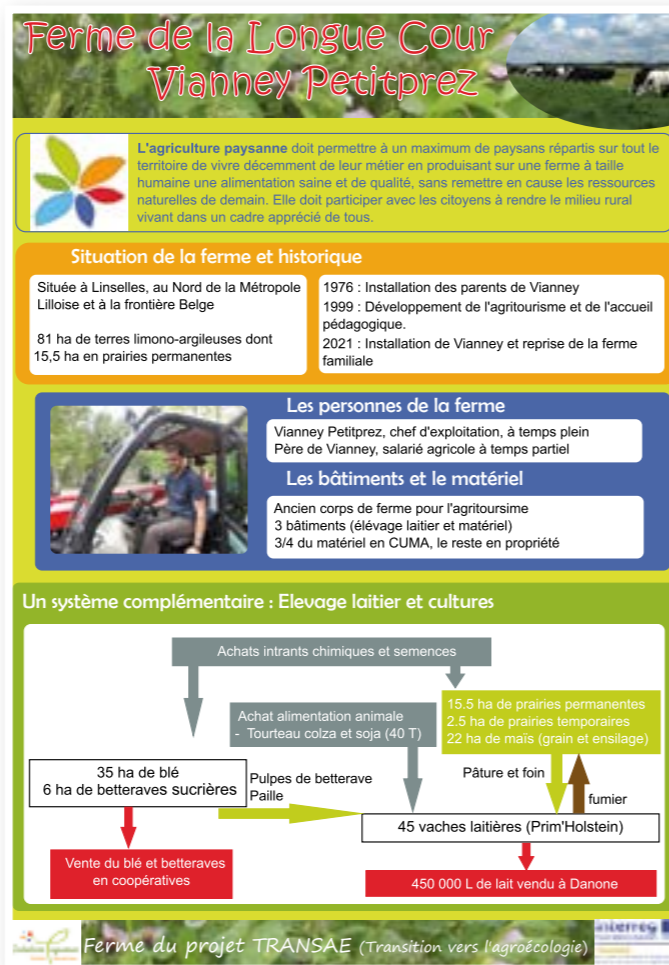 Ferme de la Longue Cour
Vianney Petitprez
L'agriculture paysanne doit permettre à un maximum de paysans répartis sur tout le
territoire de vivre décemment de leur métier en produisant sur une ferme à taille
humaine une alimentation saine et de qualité, sans remettre en cause les ressources
naturelles de demain. Elle doit participer avec les citoyens à rendre le milieu rural
vivant dans un cadre apprécié de tous.
Situation de la ferme et historique
Située à Linselles, au Nord de la Métropole
Lilloise et à la frontière Belge
81 ha de terres limono-argileuses dont
15,5 ha en prairies permanentes
1976 : Installation des parents de Vianney
1999 : Développement de l'agritourisme et de l'accueil
pédagogique.
2021 : Installation de Vianney et reprise de la ferme
familiale
Les personnes de la ferme
Vianney Petitprez, chef d'exploitation, à temps plein
Père de Vianney, salarié agricole à temps partiel
Les bâtiments et le matériel
Ancien corps de ferme pour l'agritoursime
3 bâtiments (élévage laitier et matériel)
3/4 du matériel en CUMA, le reste en propriété
Un système complémentaire : Elevage laitier et cultures
Achats intrants chimiques et semences
Achat alimentation animale
- Tourteau colza et soja (40 T)
15.5 ha de prairies permanentes
2.5 ha de prairies temporaires
22 ha de maïs (grain et ensilage)
35 ha de blé
6 ha de betteraves sucrières
Pulpes de betterave
Paille
Pâture et foin
fumier
45 vaches laitières (Prim'Holstein)
Vente du blé et betteraves
en coopératives
450 000 L de lait vendu à Danone
Ferme du projet TRANSAE (Transition vers l'agroécologie)
interreg